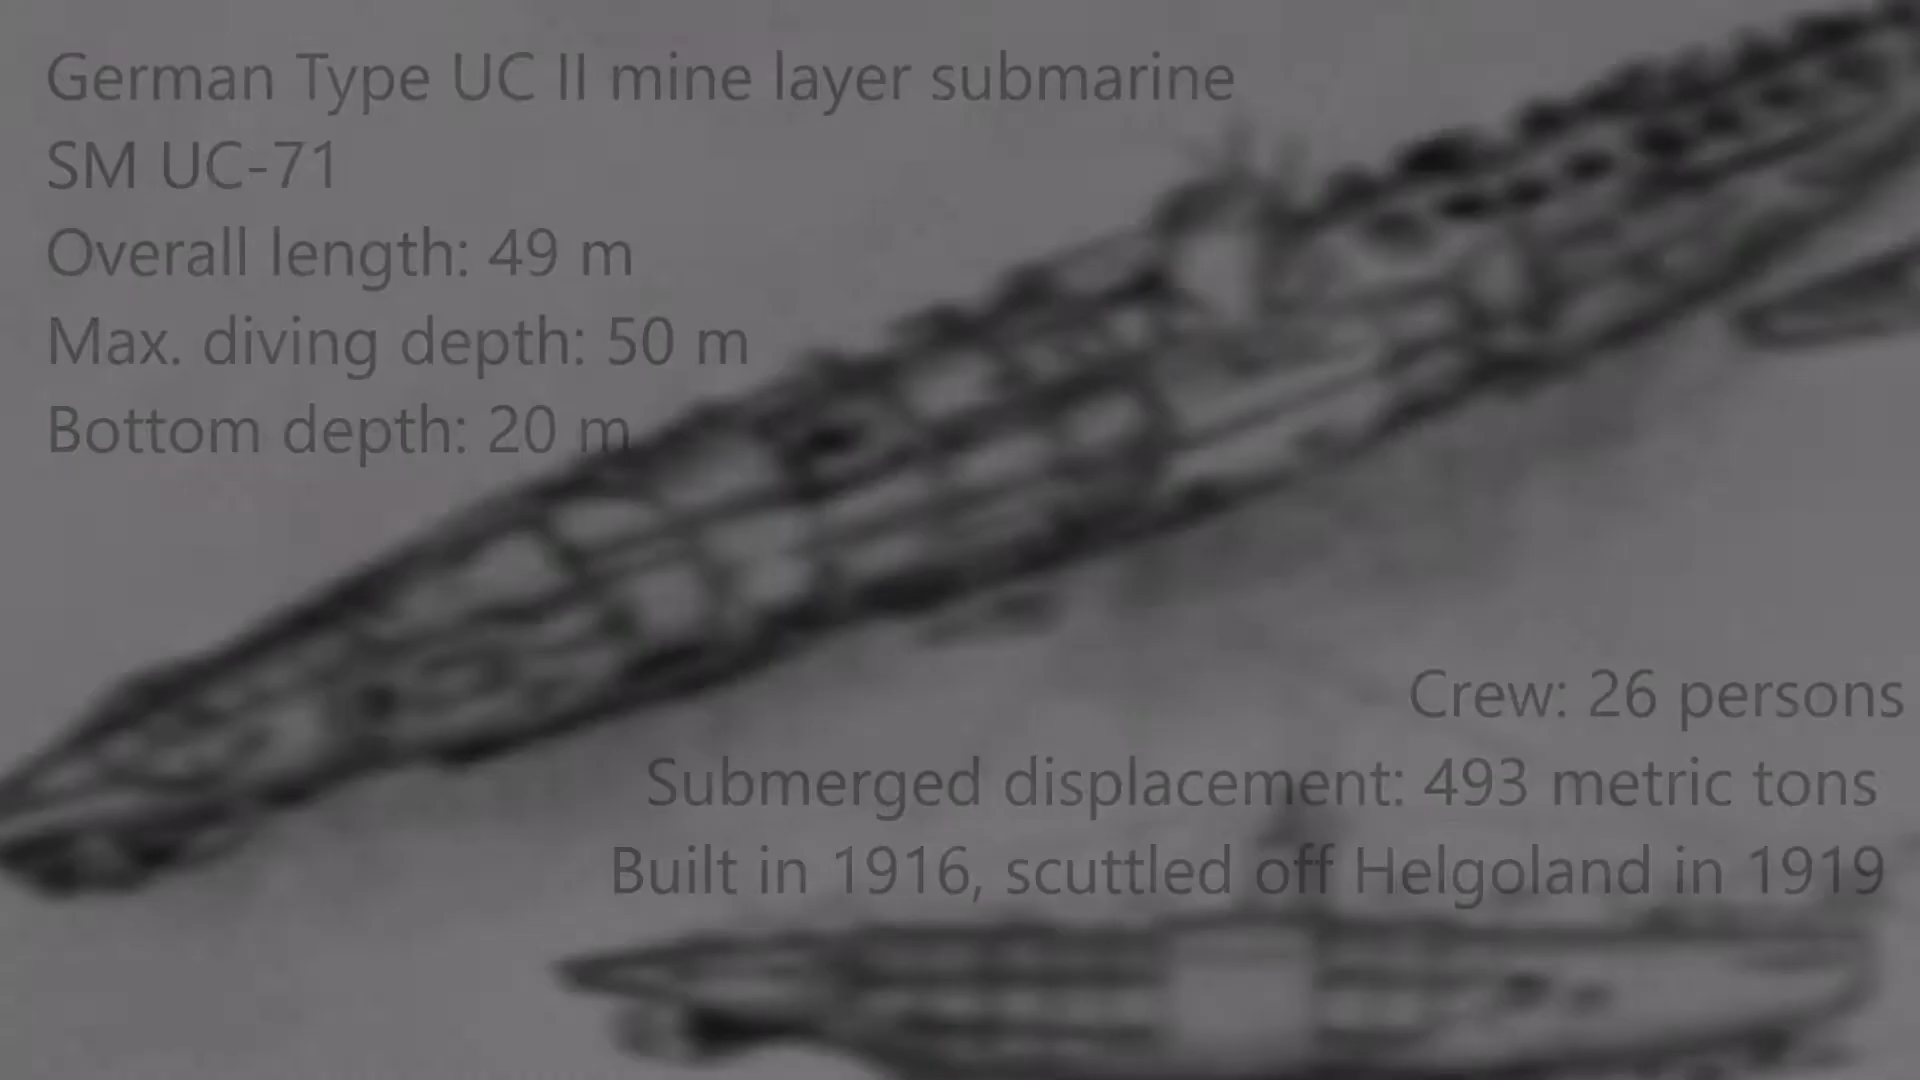 German Type UC II mine layer submarine
SM UC-71
Overall length: 49 m
Max. diving depth: 50 m
Bottom depth: 20 m
Crew: 26 persons
Submerged displacement: 493 metric tons
Built in 1916, scuttled off Helgoland in 1919